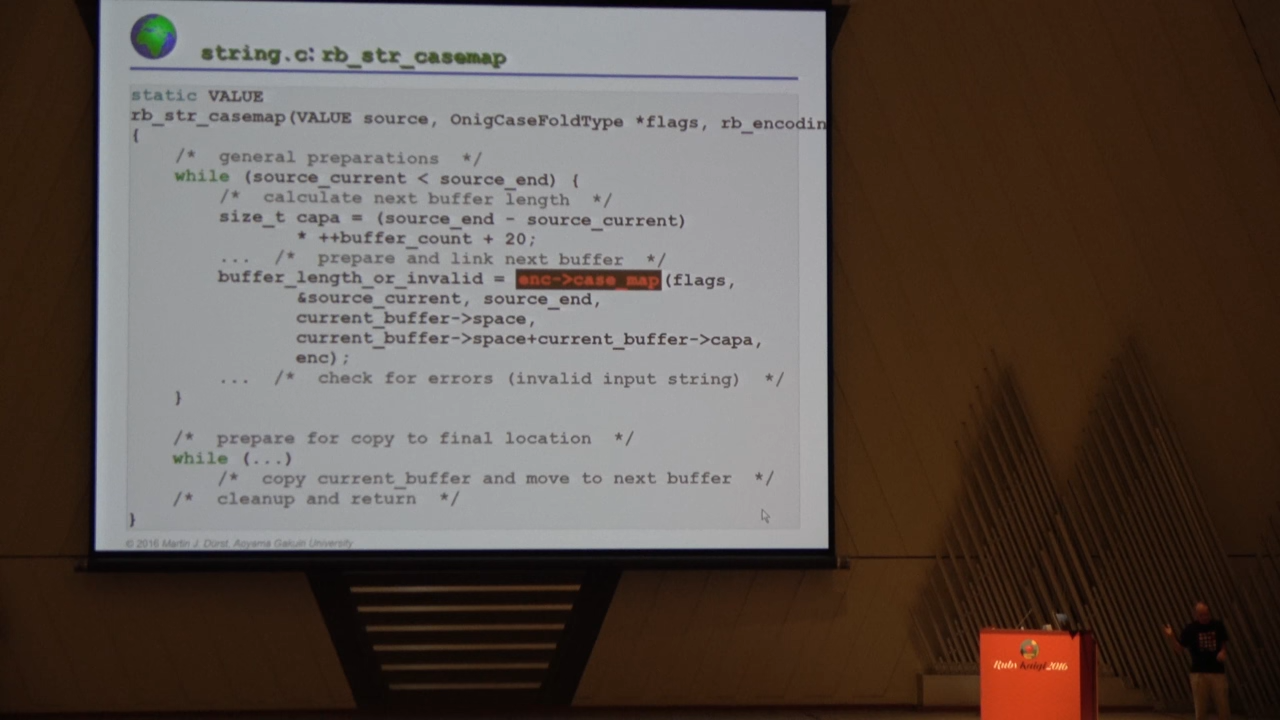 string.c: rb_str_casemap
static VALUE
rb_str_casemap(VALUE source, OnigCaseFoldType *flags, rb_encodin
{
/* general preparations */
while (source_current < source_end) {
/* calculate next buffer length */
size_t capa = (source_end - source_current)
* ++buffer_count + 20;
... /* prepare and link next buffer */
buffer_length_or_invalid = enc->case_map(flags,
&source_current, source_end,
current_buffer->space,
current_buffer->space+current_buffer->capa,
enc);
... /* check for errors (invalid input string) */
}
/* prepare for copy to final location */
while (...)
/* copy current_buffer and move to next buffer */
/* cleanup and return */
}
© 2016 Martin J. Dürst, Aoyama Gakuin University
Ruby Kaigi 2016